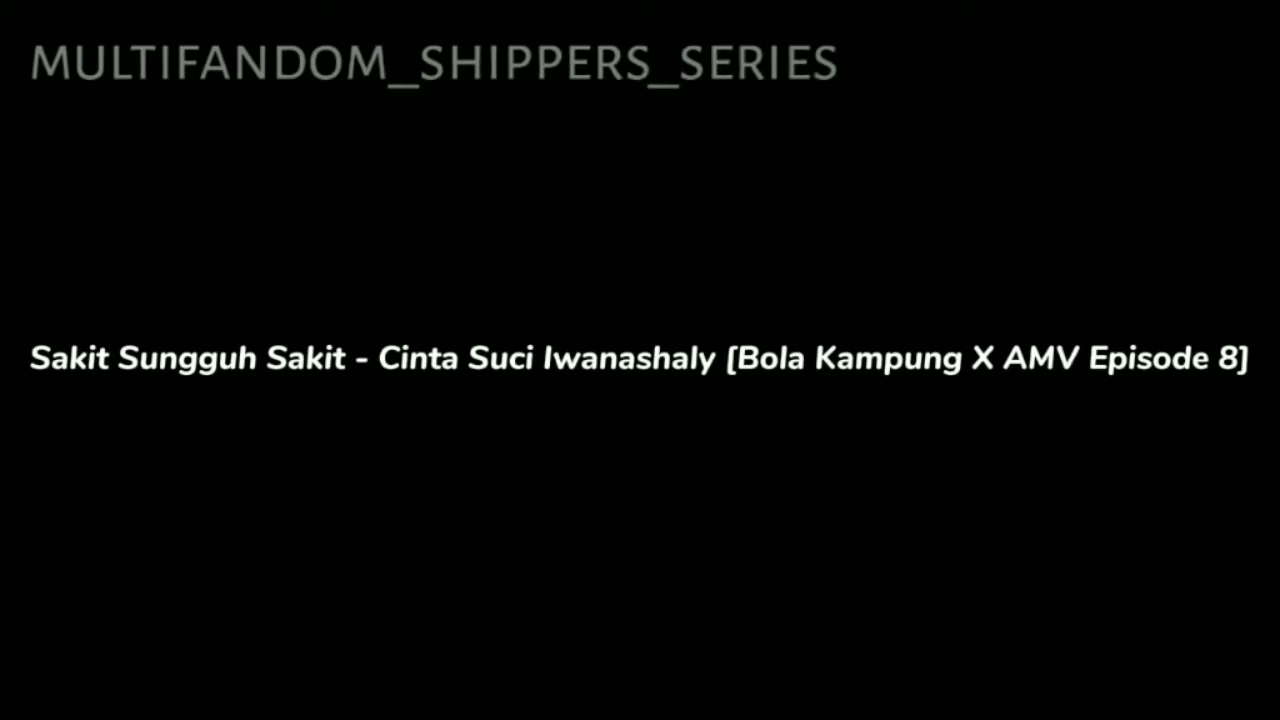 MULTIFANDOM_SHIPPERS_SERIES
Sakit Sungguh Sakit - Cinta Suci Iwanashaly [Bola Kampung X AMV Episode 8]